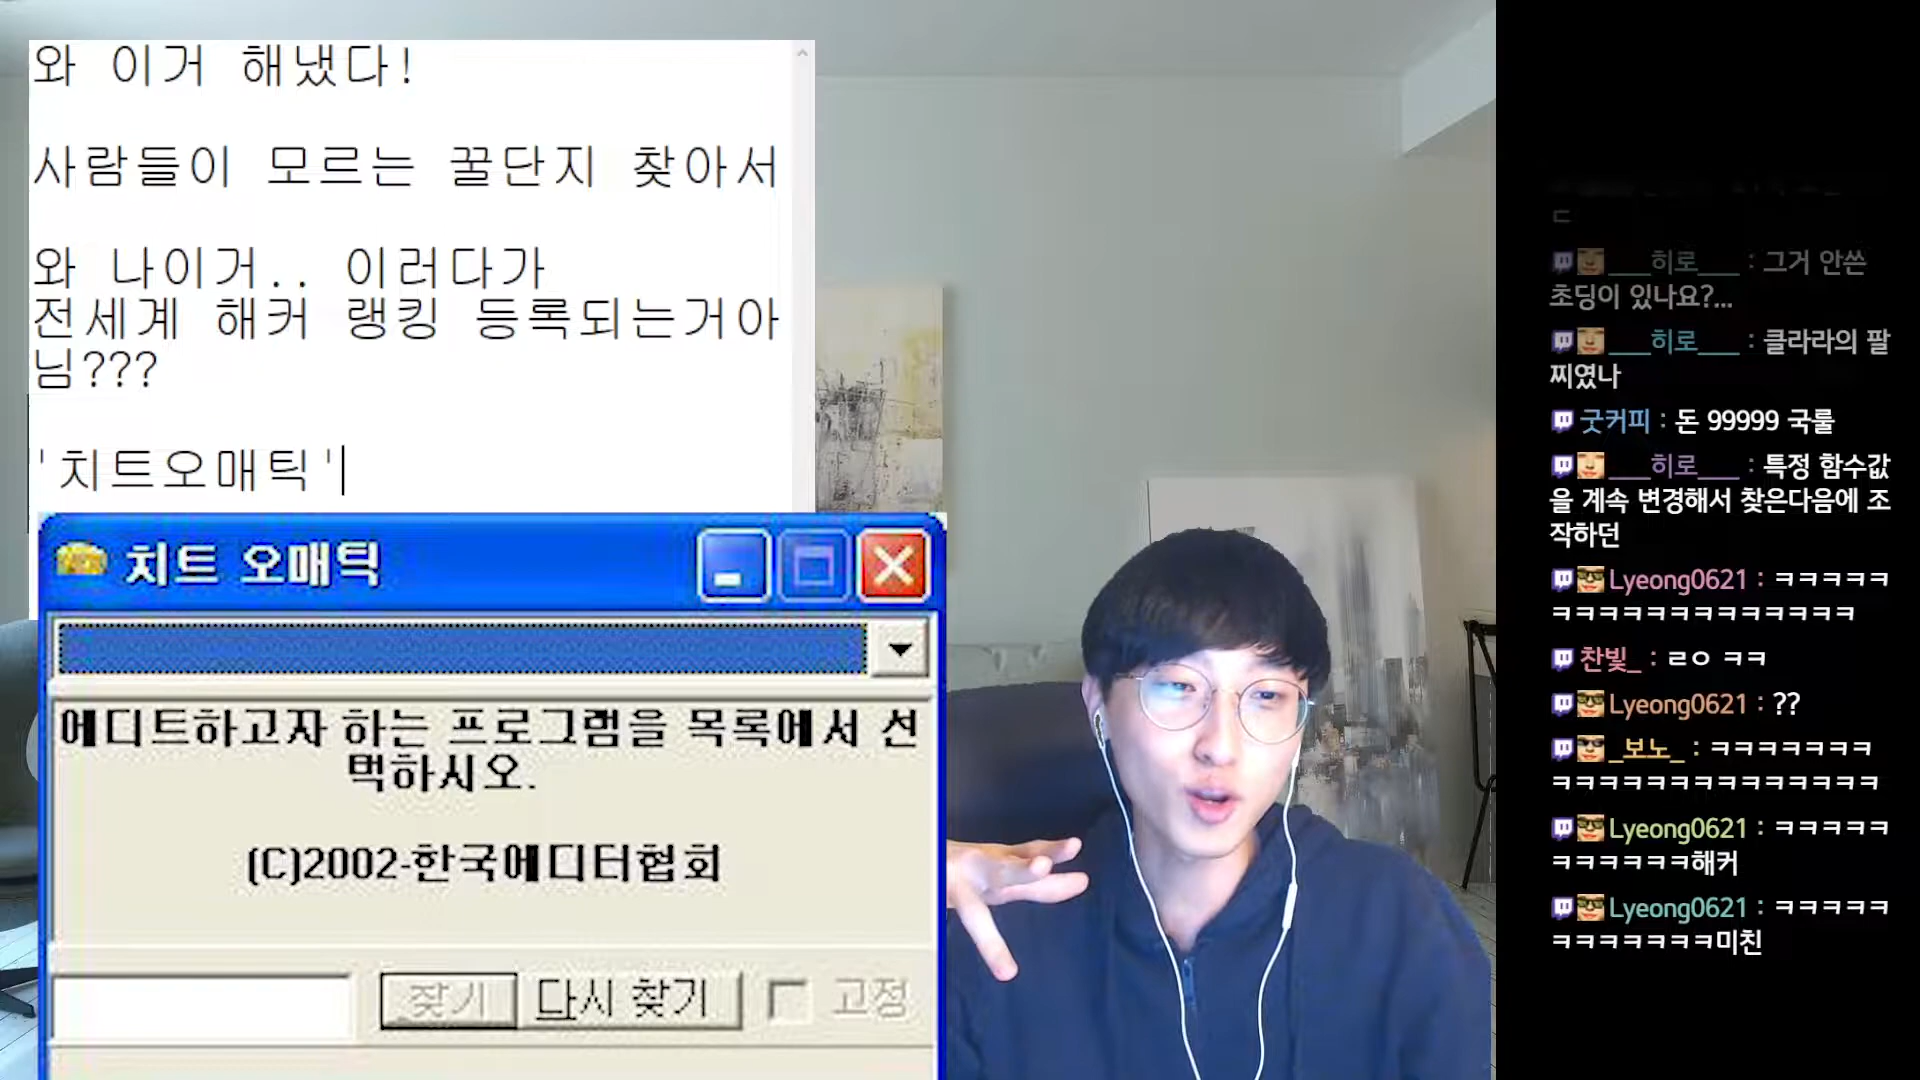 와 이거 해냈다!
사람들이 모르는 꿀단지 찾아서
와 나이거.. 이러다가
전세계 해커 랭킹 등록되는거아
님???
'치트오매틱'
치트 오매틱
에디트하고자 하는 프로그램을 목록에서 선
택하시오.
(C)2002-한국에디터협회
찾기
다시 찾기
고정
ㄷ
___히로___ : 그거 안쓴
초딩이 있나요?...
___히로___ : 클라라의 팔
찌였나
굿커피 : 돈 99999 국룰
___히로___ : 특정 함수값
을 계속 변경해서 찾은다음에 조
작하던
Lyeong0621 : ㅋㅋㅋㅋㅋ
ㅋㅋㅋㅋㅋㅋㅋㅋㅋㅋㅋㅋㅋ
찬빛_ : ㄹㅇ ㅋㅋ
Lyeong0621 : ??
_보노_ : ㅋㅋㅋㅋㅋㅋㅋ
ㅋㅋㅋㅋㅋㅋㅋㅋㅋㅋㅋㅋㅋㅋ
Lyeong0621 : ㅋㅋㅋㅋㅋ
ㅋㅋㅋㅋㅋㅋ해커
Lyeong0621 : ㅋㅋㅋㅋㅋ
ㅋㅋㅋㅋㅋㅋㅋ미친